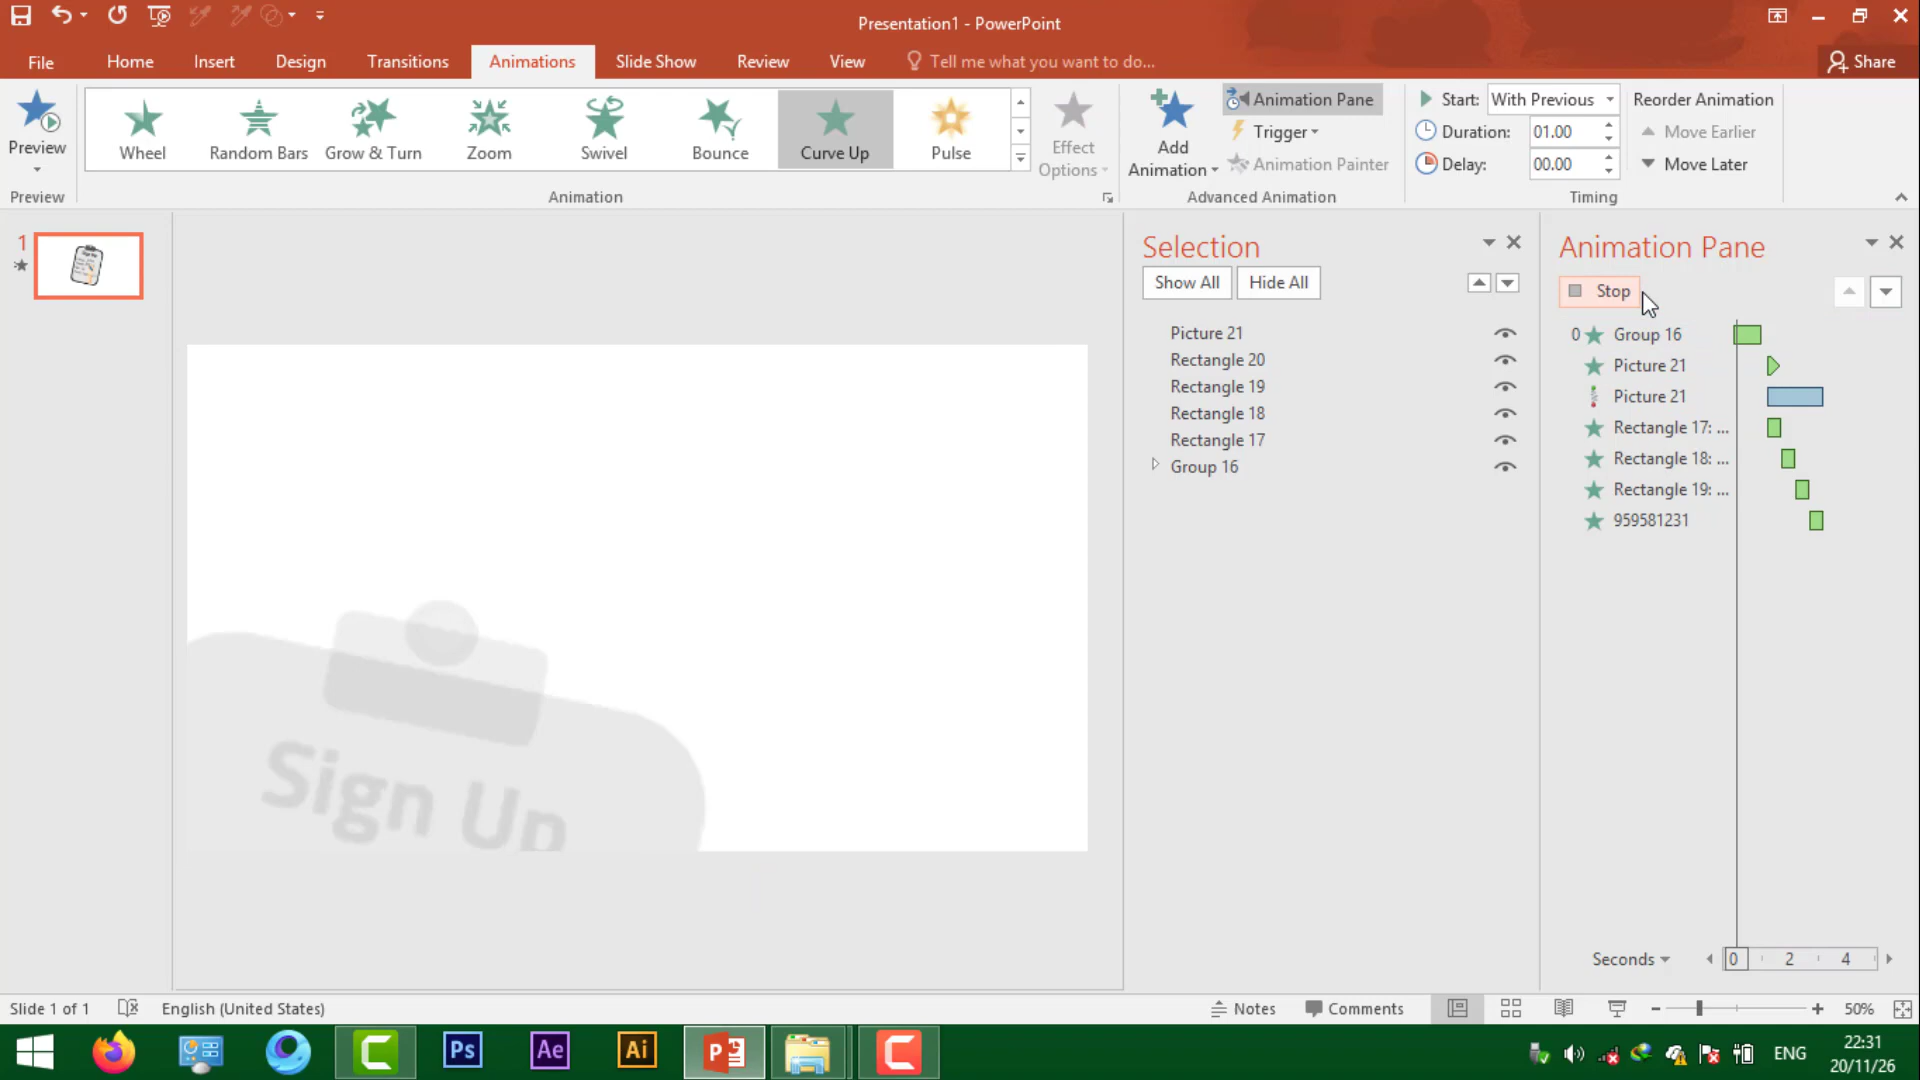 Presentation1 - PowerPoint
File
Home
Insert
Design
Transitions
Animations
Slide Show
Review
View
Tell me what you want to do...
Share
Preview
Wheel
Random Bars
Grow & Turn
Zoom
Swivel
Bounce
Curve Up
Pulse
Effect
Options
Add
Animation
Animation Pane
Trigger
Animation Painter
Start:
With Previous
Duration:
01.00
Delay:
00.00
Reorder Animation
Move Earlier
Move Later
Preview
Animation
Advanced Animation
Timing
1
Sign Up
Selection
Show All
Hide All
Picture 21
Rectangle 20
Rectangle 19
Rectangle 18
Rectangle 17
Group 16
Animation Pane
Stop
0
Group 16
Picture 21
Picture 21
Rectangle 17: ...
Rectangle 18: ...
Rectangle 19: ...
959581231
Seconds
0
2
4
Slide 1 of 1
English (United States)
Notes
Comments
50%
Ps
Ae
Ai
ENG
22:31
20/11/26